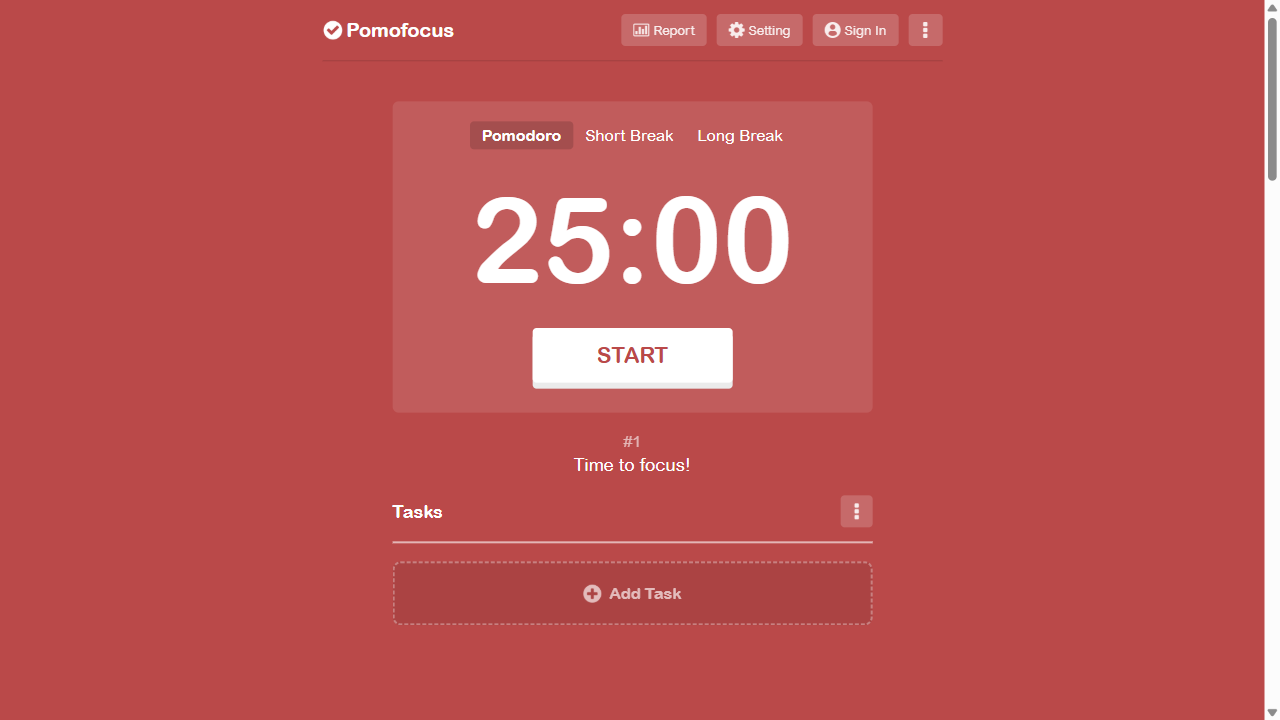 Pomofocus
Report
Setting
Sign In
Pomodoro
Short Break
Long Break
25:00
START
#1
Time to focus!
Tasks
Add Task